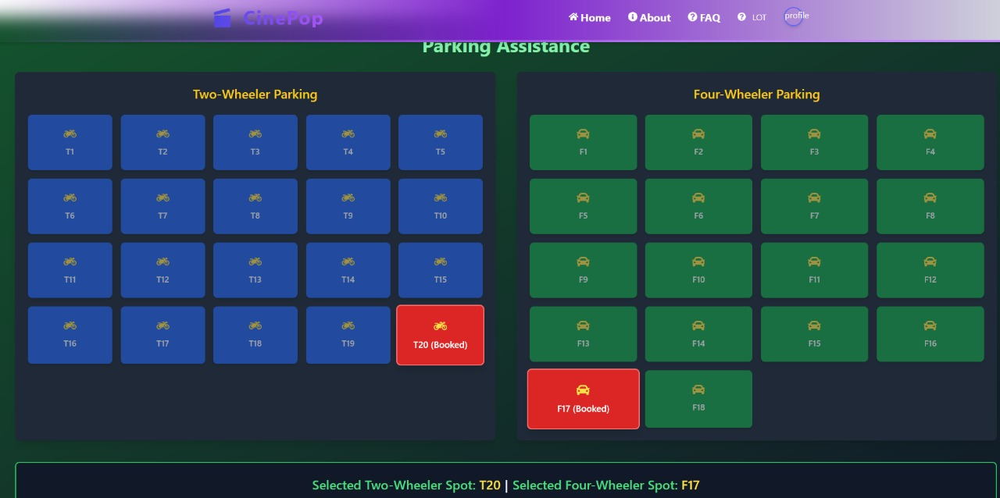 CinePop
Home About FAQ LOT profile
Parking Assistance
Two-Wheeler Parking
T1 T2 T3 T4 T5
T6 T7 T8 T9 T10
T11 T12 T13 T14 T15
T16 T17 T18 T19 T20 (Booked)
Four-Wheeler Parking
F1 F2 F3 F4
F5 F6 F7 F8
F9 F10 F11 F12
F13 F14 F15 F16
F17 (Booked) F18
Selected Two-Wheeler Spot: T20 | Selected Four-Wheeler Spot: F17